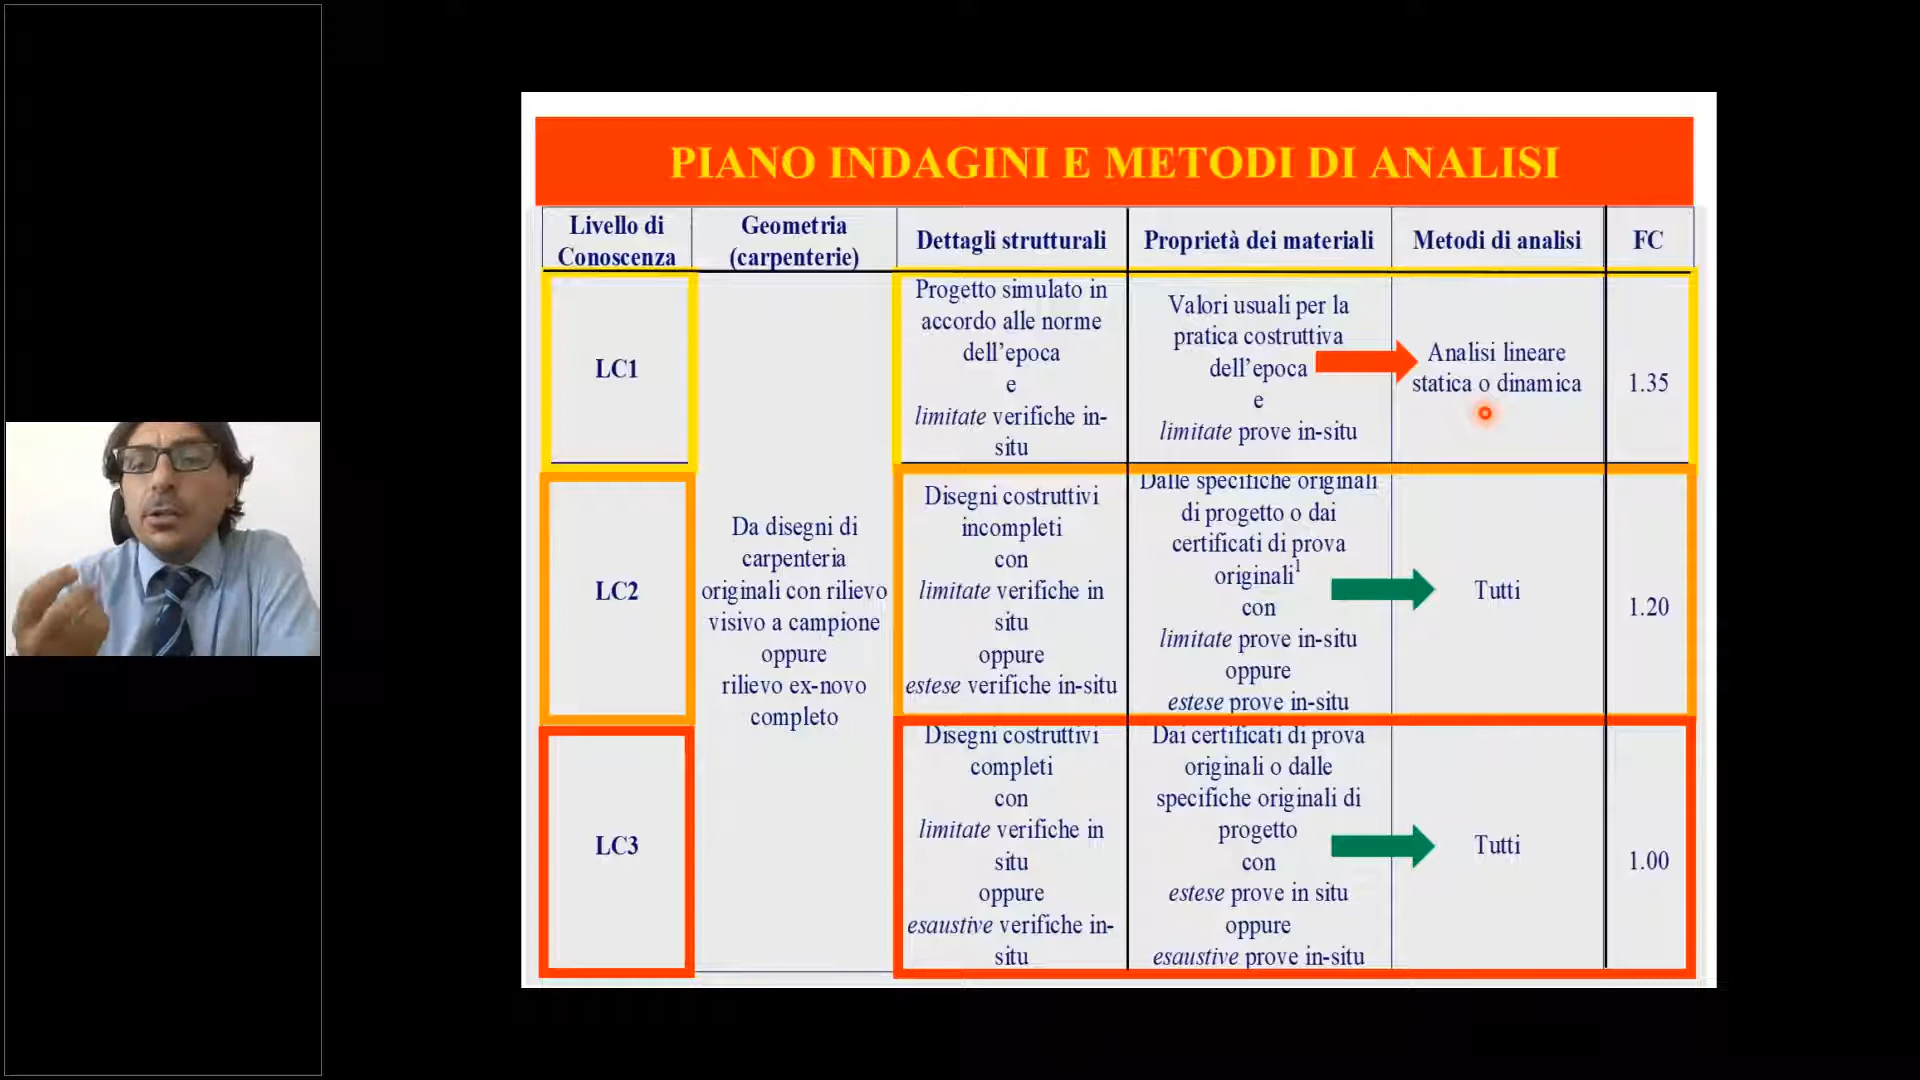 PIANO INDAGINI E METODI DI ANALISI
Livello di
Conoscenza
Geometria
(carpenterie)
Dettagli strutturali
Proprietà dei materiali
Metodi di analisi
FC
LC1
Progetto simulato in
accordo alle norme
dell’epoca
e
limitate verifiche in-
situ
Valori usuali per la
pratica costruttiva
dell’epoca
e
limitate prove in-situ
Analisi lineare
statica o dinamica
1.35
Da disegni di
carpenteria
originali con rilievo
visivo a campione
oppure
rilievo ex-novo
completo
LC2
Disegni costruttivi
incompleti
con
limitate verifiche in
situ
oppure
estese verifiche in-situ
Dalle specifiche originali
di progetto o dai
certificati di prova
originali1
con
limitate prove in-situ
oppure
estese prove in-situ
Tutti
1.20
LC3
Disegni costruttivi
completi
con
limitate verifiche in
situ
oppure
esaustive verifiche in-
situ
Dai certificati di prova
originali o dalle
specifiche originali di
progetto
con
estese prove in situ
oppure
esaustive prove in-situ
Tutti
1.00